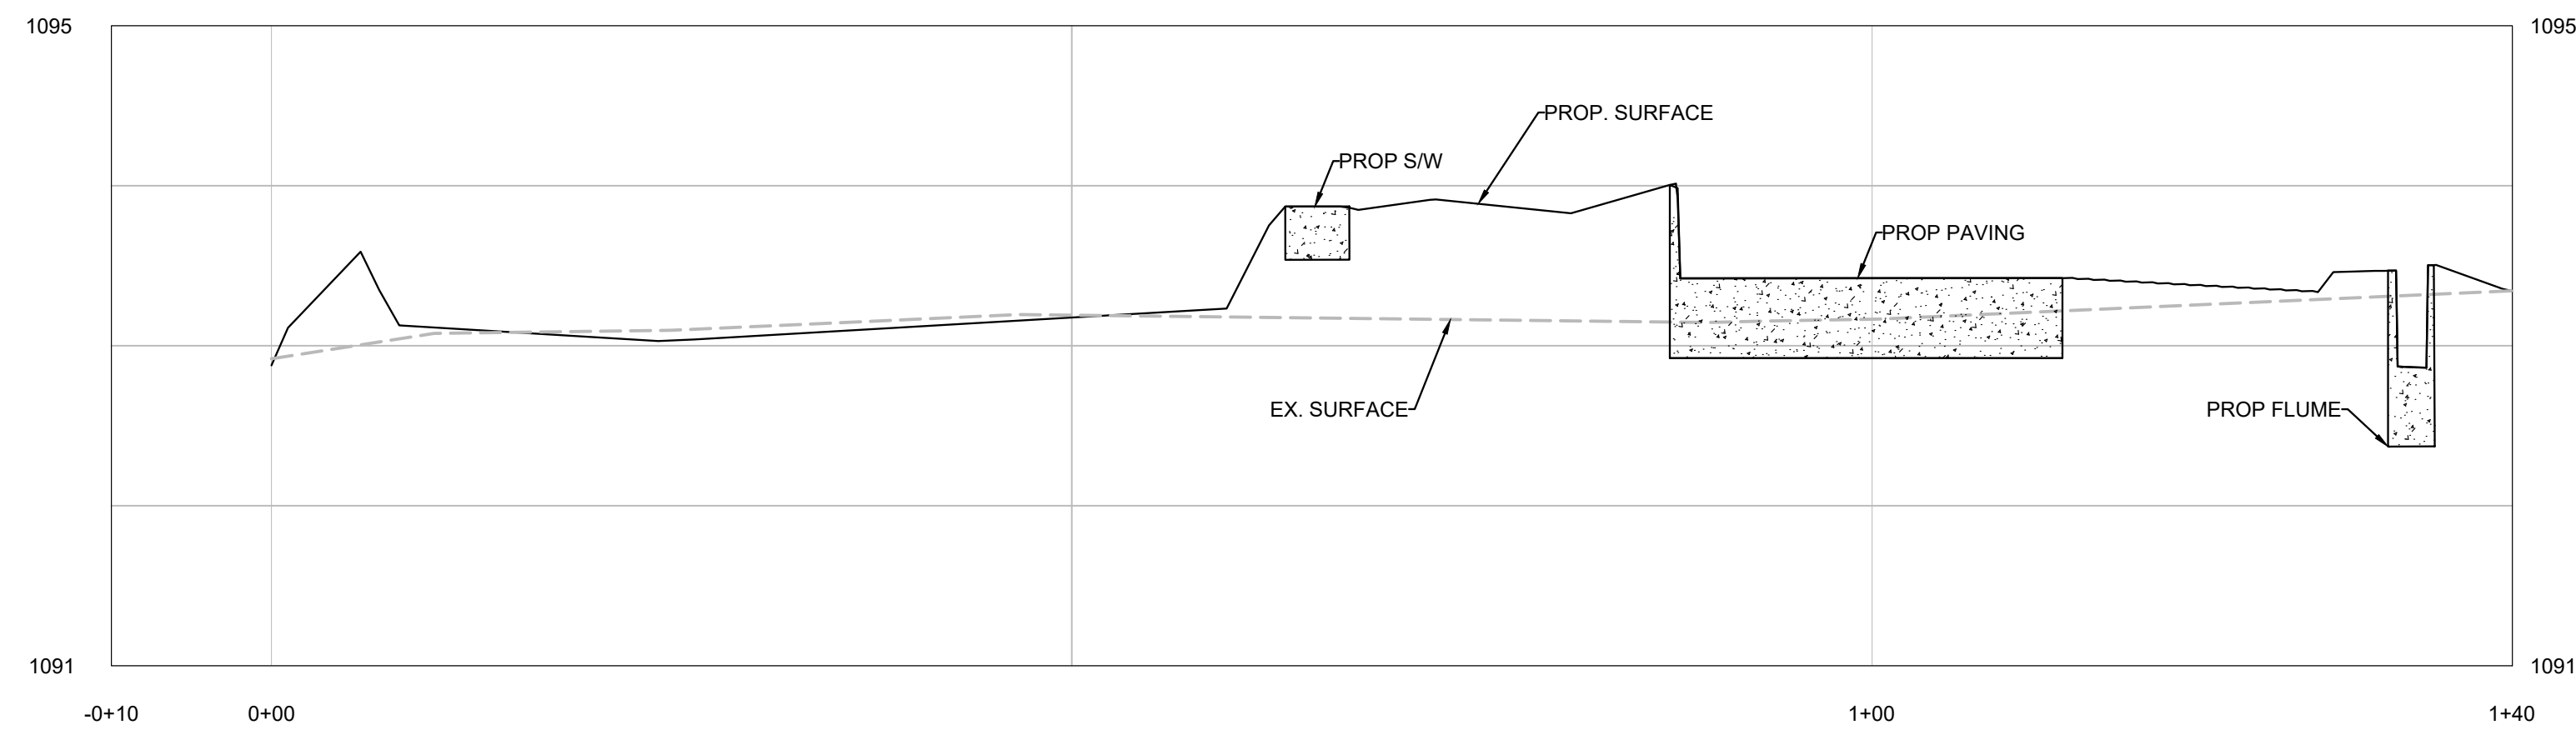 1095
1095
PROP. SURFACE
PROP S/W
PROP PAVING
EX. SURFACE
PROP FLUME
1091
1091
-0+10
0+00
1+00
1+40